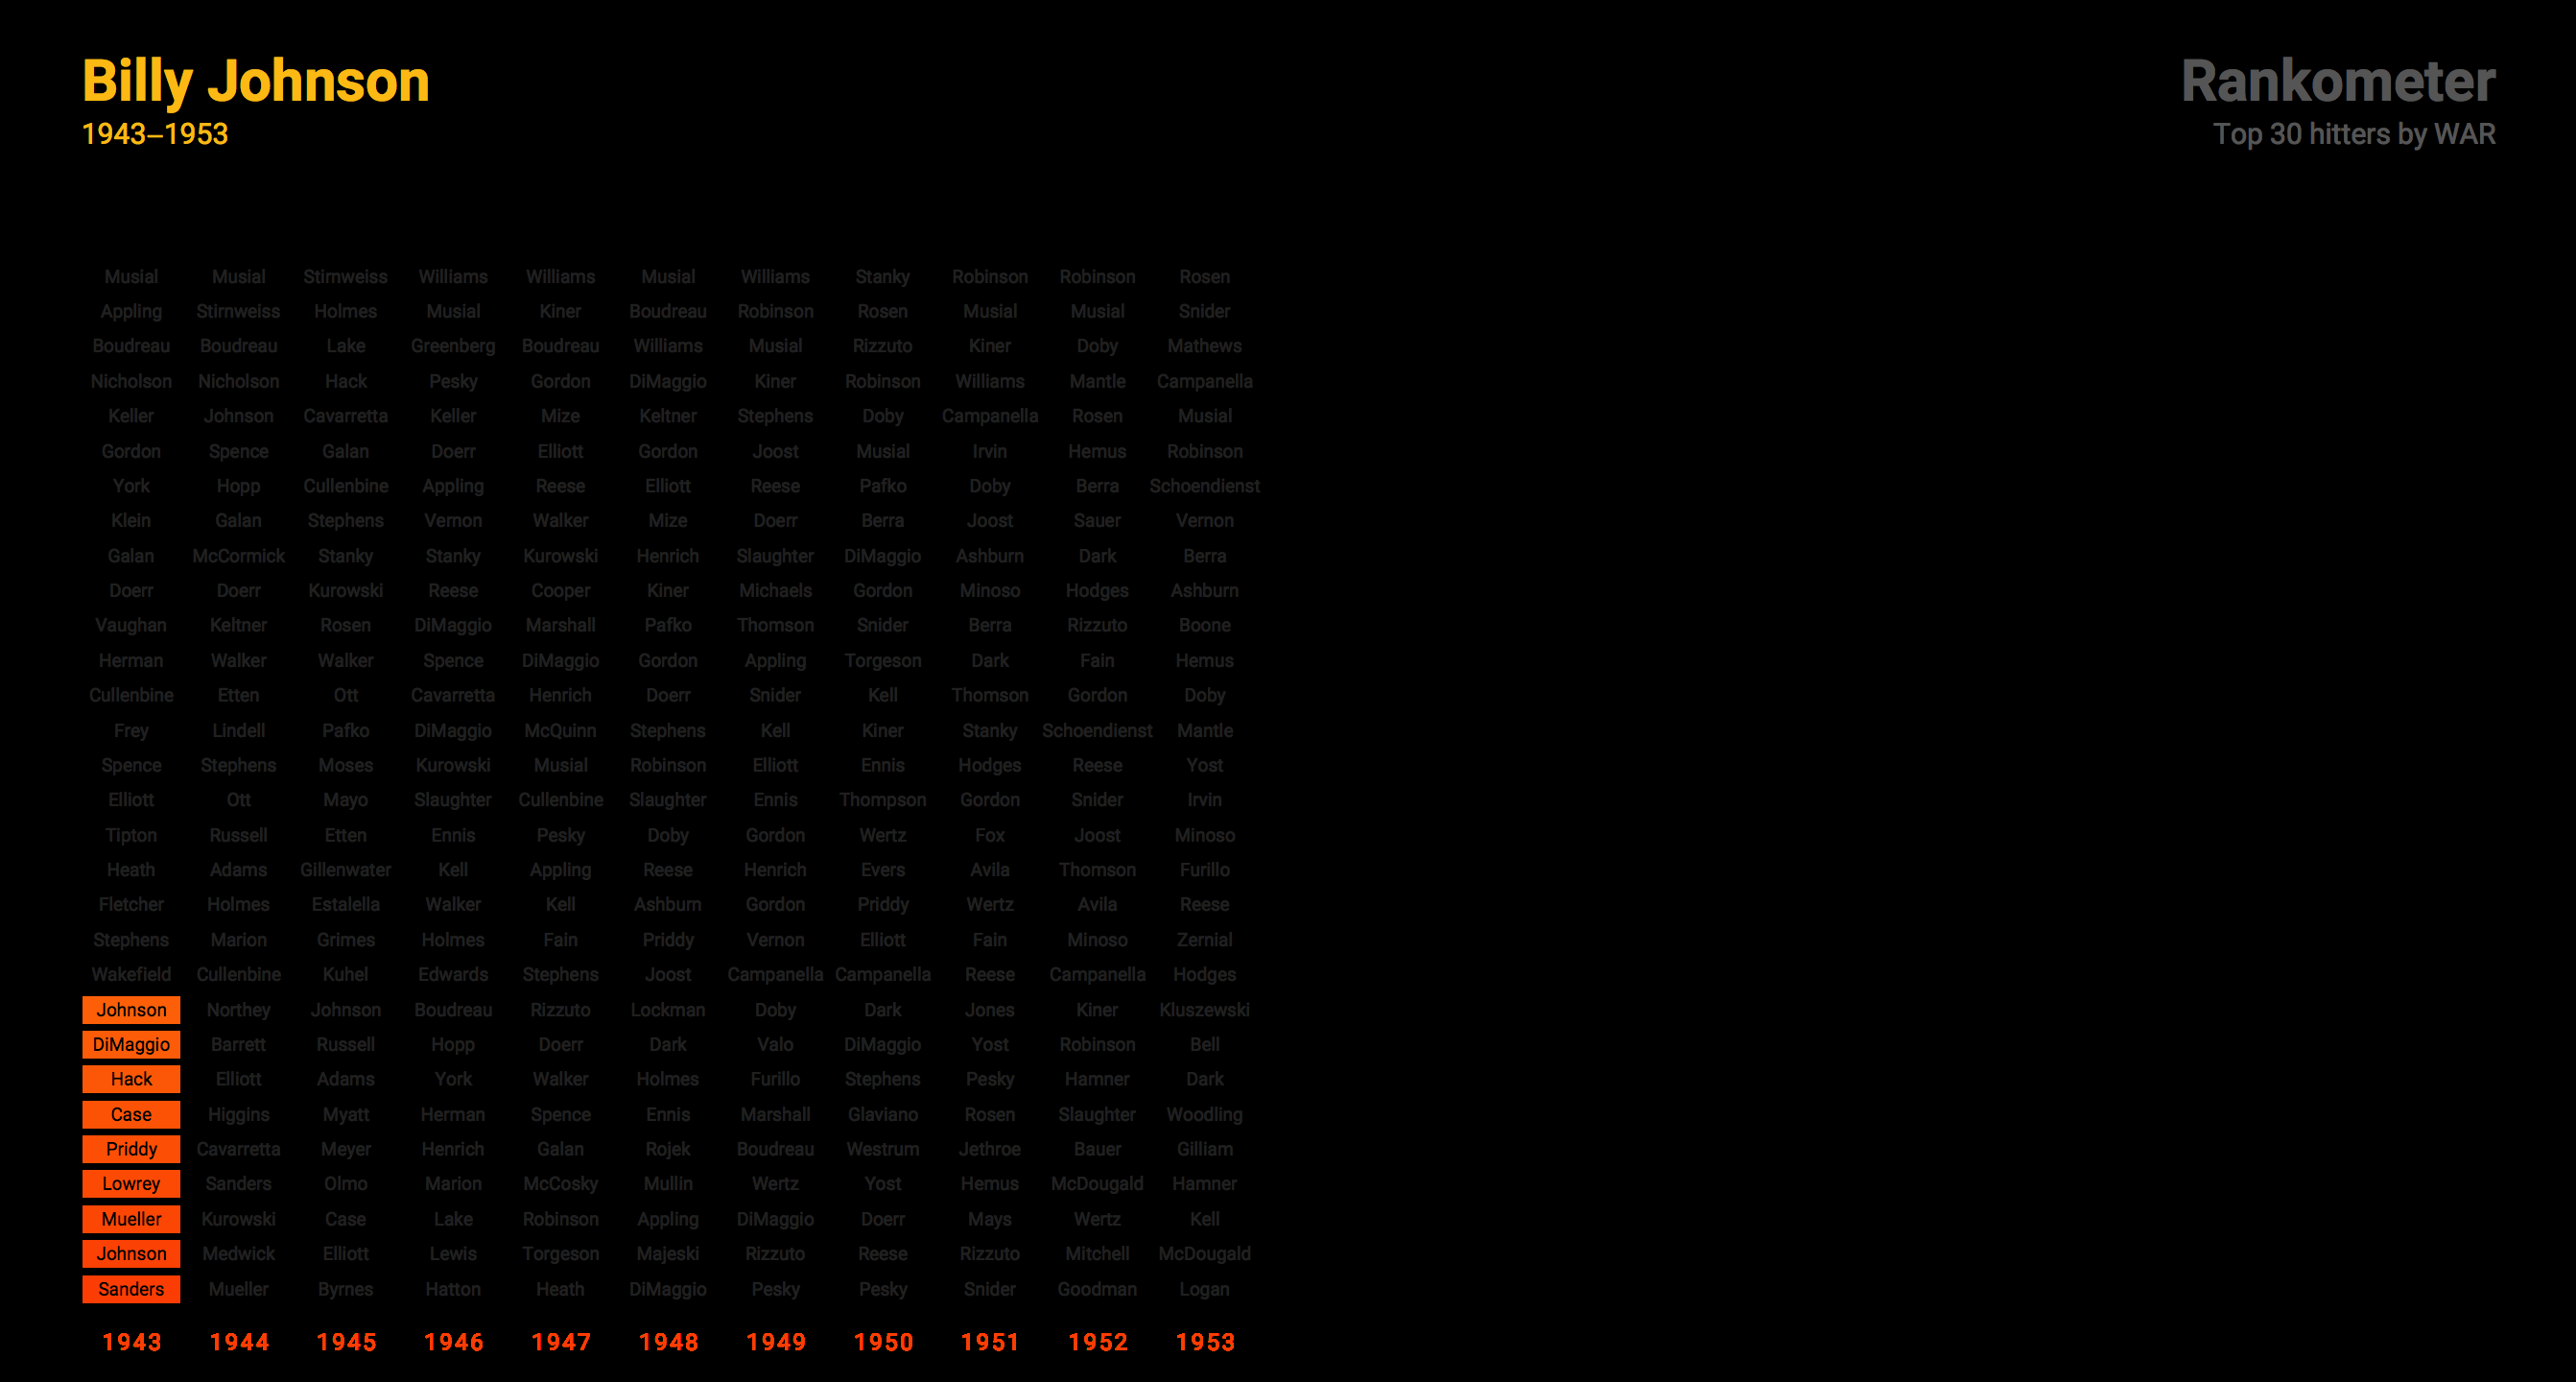 Billy Johnson
1943–1953
Rankometer
Top 30 hitters by WAR
Musial Musial Stirnweiss Williams Williams Musial Williams Stanky Robinson Robinson Rosen
Appling Stirnweiss Holmes Musial Kiner Boudreau Robinson Rosen Musial Musial Snider
Boudreau Boudreau Lake Greenberg Boudreau Williams Musial Rizzuto Kiner Doby Mathews
Nicholson Nicholson Hack Pesky Gordon DiMaggio Kiner Robinson Williams Mantle Campanella
Keller Johnson Cavarretta Keller Mize Keltner Stephens Doby Campanella Rosen Musial
Gordon Spence Galan Doerr Elliott Gordon Joost Musial Irvin Hemus Robinson
York Hopp Cullenbine Appling Reese Elliott Reese Pafko Doby Berra Schoendienst
Klein Galan Stephens Vernon Walker Mize Doerr Berra Joost Sauer Vernon
Galan McCormick Stanky Stanky Kurowski Henrich Slaughter DiMaggio Ashburn Dark Berra
Doerr Doerr Kurowski Reese Cooper Kiner Michaels Gordon Minoso Hodges Ashburn
Vaughan Keltner Rosen DiMaggio Marshall Pafko Thomson Snider Berra Rizzuto Boone
Herman Walker Walker Spence DiMaggio Gordon Appling Torgeson Dark Fain Hemus
Cullenbine Etten Ott Cavarretta Henrich Doerr Snider Kell Thomson Gordon Doby
Frey Lindell Pafko DiMaggio McQuinn Stephens Kell Kiner Stanky Schoendienst Mantle
Spence Stephens Moses Kurowski Musial Robinson Elliott Ennis Hodges Reese Yost
Elliott Ott Mayo Slaughter Cullenbine Slaughter Ennis Thompson Gordon Snider Irvin
Tipton Russell Etten Ennis Pesky Doby Gordon Wertz Fox Joost Minoso
Heath Adams Gillenwater Kell Appling Reese Henrich Evers Avila Thomson Furillo
Fletcher Holmes Estalella Walker Kell Ashburn Gordon Priddy Wertz Avila Reese
Stephens Marion Grimes Holmes Fain Priddy Vernon Elliott Fain Minoso Zernial
Wakefield Cullenbine Kuhel Edwards Stephens Joost Campanella Campanella Reese Campanella Hodges
Johnson Northey Johnson Boudreau Rizzuto Lockman Doby Dark Jones Kiner Kluszewski
DiMaggio Barrett Russell Hopp Doerr Dark Valo DiMaggio Yost Robinson Bell
Hack Elliott Adams York Walker Holmes Furillo Stephens Pesky Hamner Dark
Case Higgins Myatt Herman Spence Ennis Marshall Glaviano Rosen Slaughter Woodling
Priddy Cavarretta Meyer Henrich Galan Rojek Boudreau Westrum Jethroe Bauer Gilliam
Lowrey Sanders Olmo Marion McCosky Mullin Wertz Yost Hemus McDougald Hamner
Mueller Kurowski Case Lake Robinson Appling DiMaggio Doerr Mays Wertz Kell
Johnson Medwick Elliott Lewis Torgeson Majeski Rizzuto Reese Rizzuto Mitchell McDougald
Sanders Mueller Byrnes Hatton Heath DiMaggio Pesky Pesky Snider Goodman Logan
1943 1944 1945 1946 1947 1948 1949 1950 1951 1952 1953